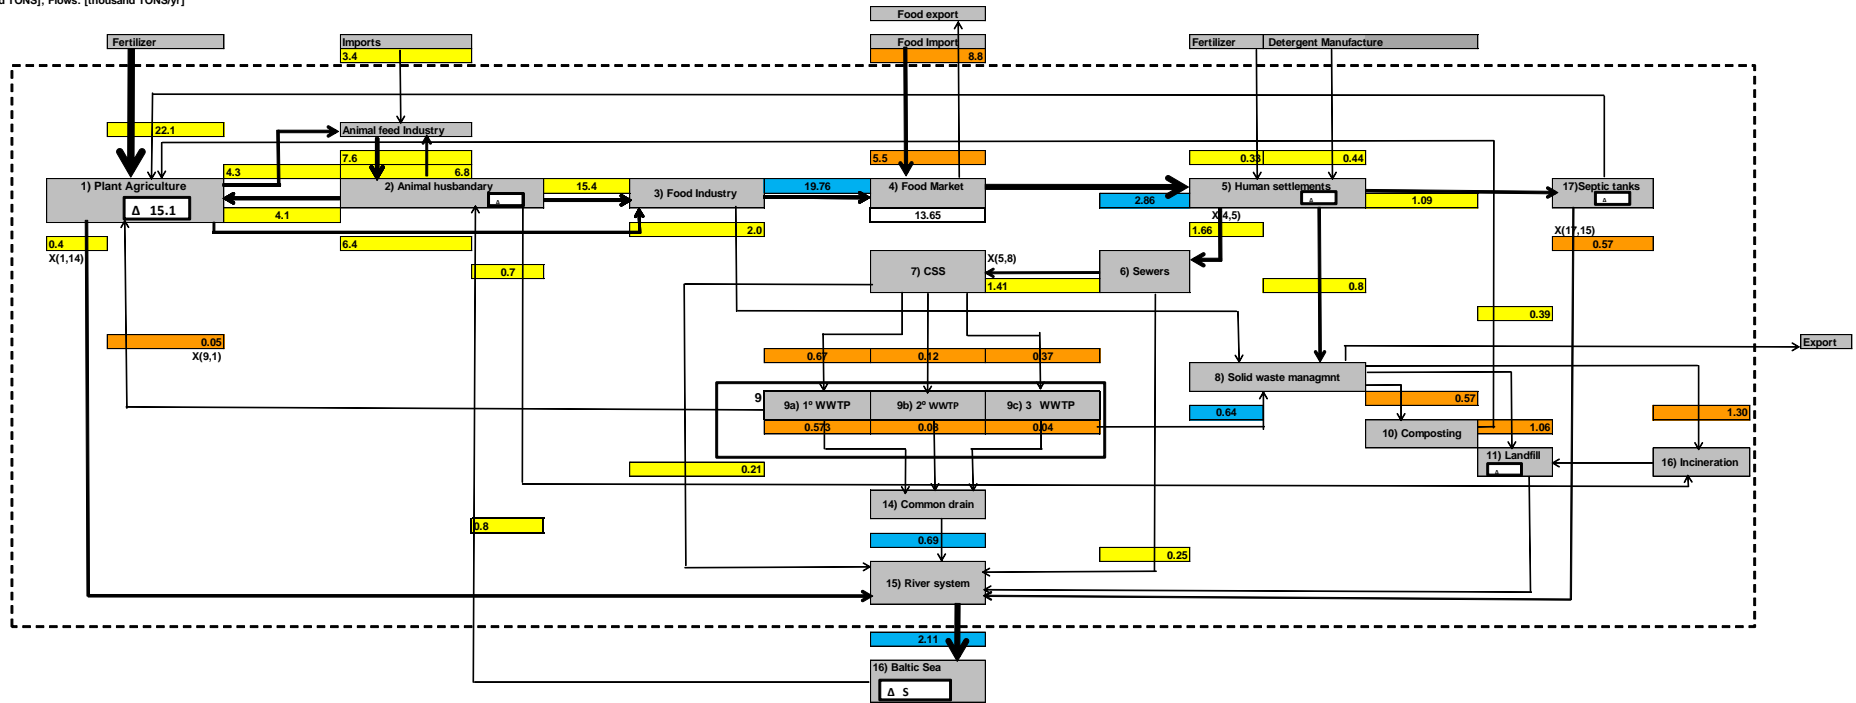 TONS], Flows: [thousand TONS/yr]
Food export
Fertilizer
Imports
Food Import
Fertilizer
Detergent Manufacture
3.4
8.8
22.1
Animal feed Industry
7.6
5.5
0.33
0.44
4.3
6.8
1) Plant Agriculture
2) Animal husbandary
15.4
3) Food Industry
19.76
4) Food Market
5) Human settlements
17)Septic tanks
Δ 15.1
2.86
1.09
4.1
13.65
X(4,5)
2.0
1.66
X(17,15)
0.4
6.4
0.57
X(1,14)
X(5,8)
0.7
7) CSS
6) Sewers
1.41
0.8
0.39
0.05
X(9,1)
0.67
0.12
0.37
Export
8) Solid waste managmnt
9
9a) 1º WWTP
9b) 2º WWTP
9c) 3 WWTP
0.57
0.64
1.30
0.573
0.08
0.04
1.06
10) Composting
11) Landfill
16) Incineration
0.21
14) Common drain
0.8
0.69
0.25
15) River system
2.11
16) Baltic Sea
Δ S